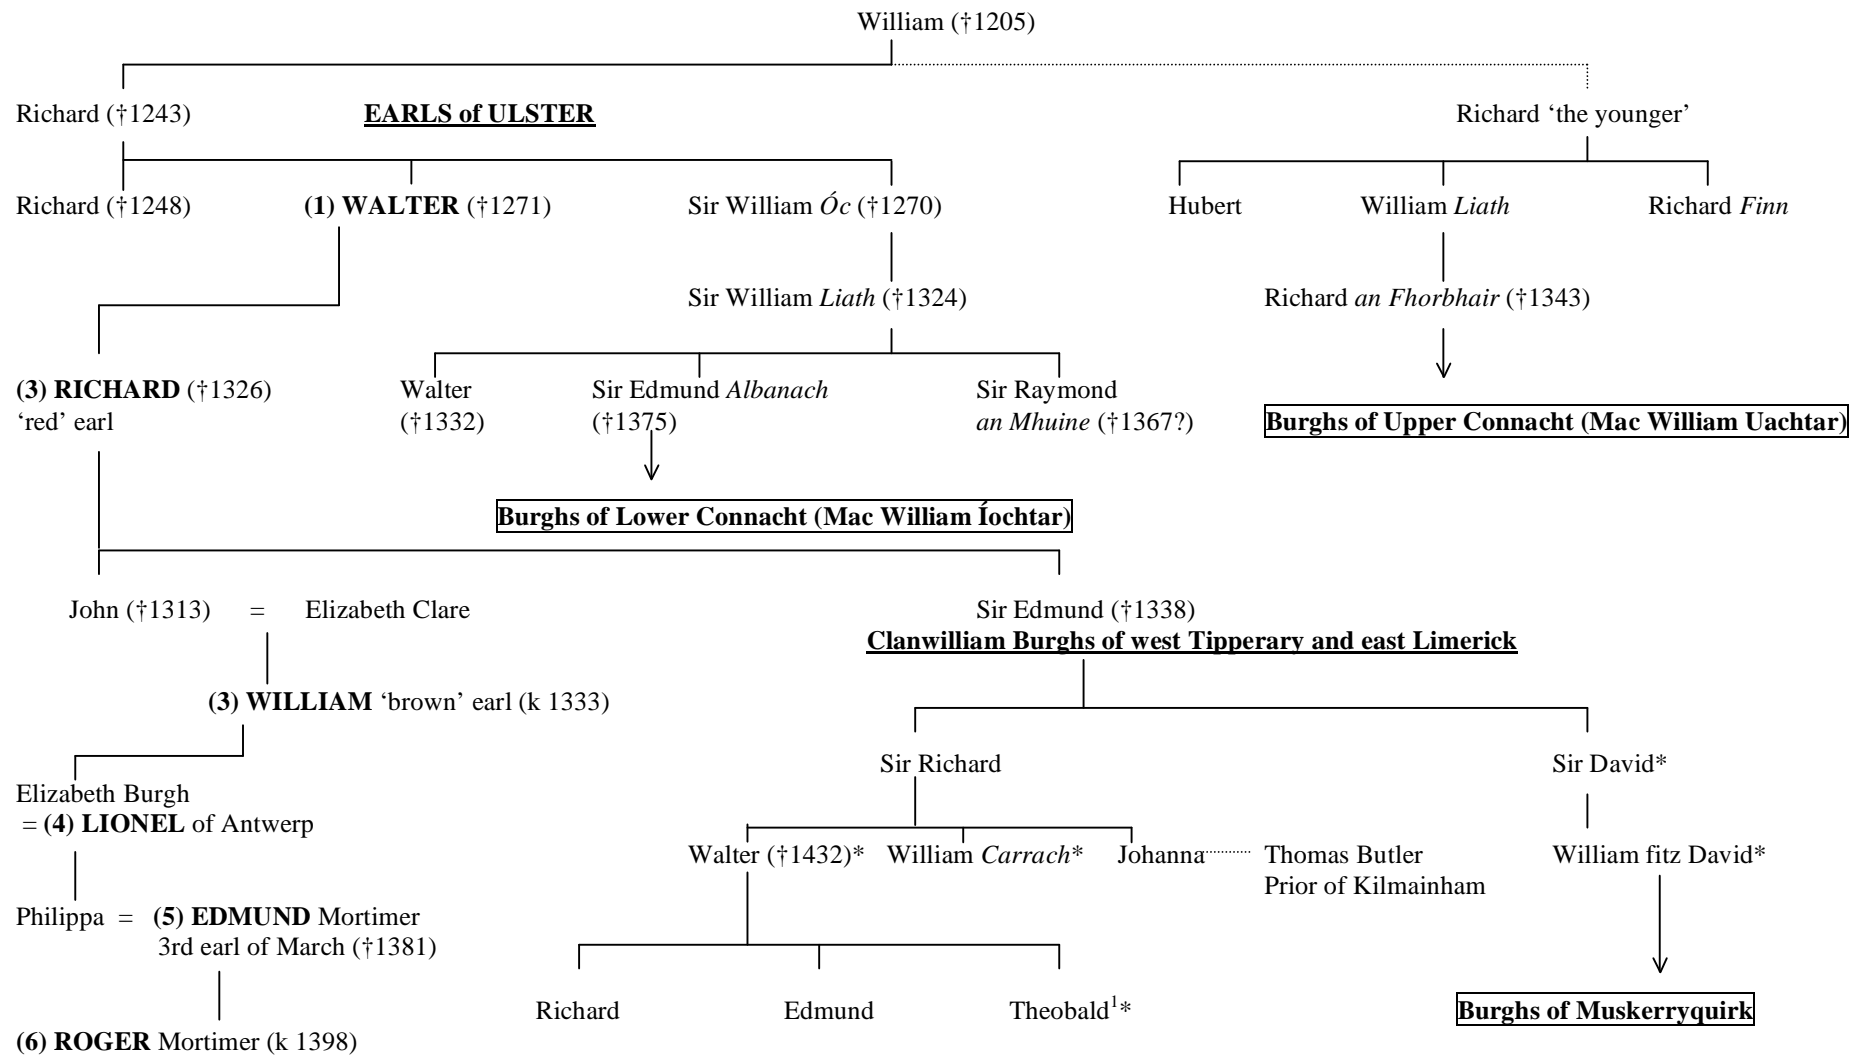 William (†1205)
Richard (†1243) EARLS of ULSTER Richard ‘the younger’
Richard (†1248) (1) WALTER (†1271) Sir William Óc (†1270) Hubert William Liath Richard Finn
Sir William Liath (†1324) Richard an Fhorbhair (†1343)
(3) RICHARD (†1326) Walter Sir Edmund Albanach Sir Raymond
‘red’ earl (†1332) (†1375) an Mhuine (†1367?) Burghs of Upper Connacht (Mac William Uachtar)
Burghs of Lower Connacht (Mac William Íochtar)
John (†1313) = Elizabeth Clare Sir Edmund (†1338)
Clanwilliam Burghs of west Tipperary and east Limerick
(3) WILLIAM ‘brown’ earl (k 1333)
Sir Richard Sir David*
Elizabeth Burgh
= (4) LIONEL of Antwerp
Walter (†1432)* William Carrach* Johanna Thomas Butler William fitz David*
Prior of Kilmainham
Philippa = (5) EDMUND Mortimer
3rd earl of March (†1381)
Richard Edmund Theobald¹* Burghs of Muskerryquirk
(6) ROGER Mortimer (k 1398)